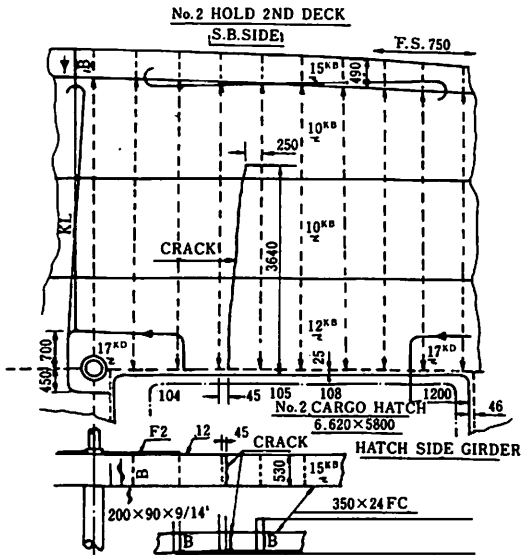 No.2 HOLD 2ND DECK
(S.B.SIDE)
F.S. 750
B
15KB
490
10KB
250
KL
CRACK
10KB
3640
700
450
17KD
12KB
25
17KD
104
45
105
108
1200
46
No.2 CARGO HATCH
6.620×5800
HATCH SIDE GIRDER
F2
12
45
CRACK
B
530
15KB
200×90×9/14'
350×24 FC
B
B